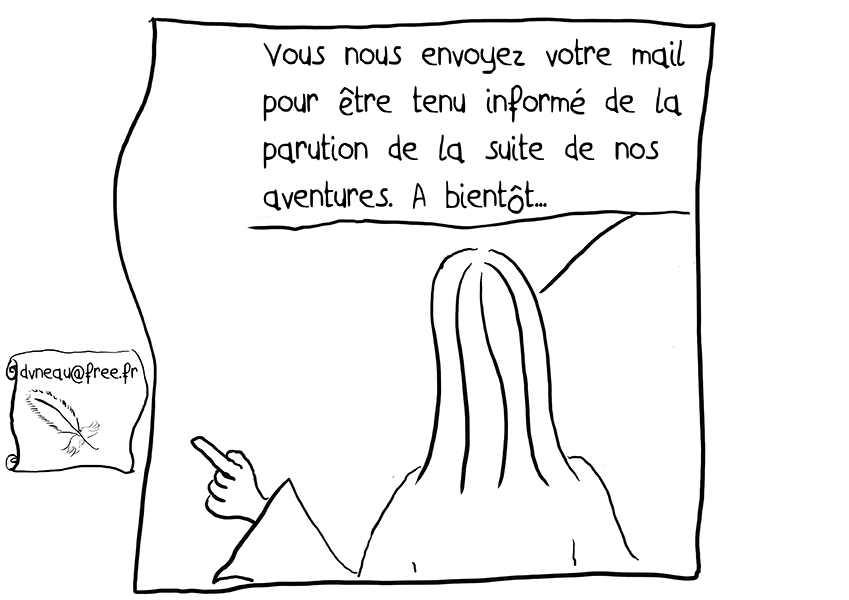 Vous nous envoyez votre mail
pour être tenu informé de la
parution de la suite de nos
aventures. A bientôt...
dvneau@free.fr